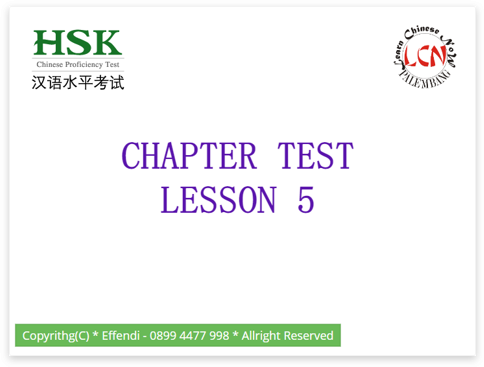 HSK
Chinese Proficiency Test
汉语水平考试
Learn Chinese NoW
LCN
PALEMBANG
CHAPTER TEST
LESSON 5
Copyrithg(C) * Effendi - 0899 4477 998 * Allright Reserved